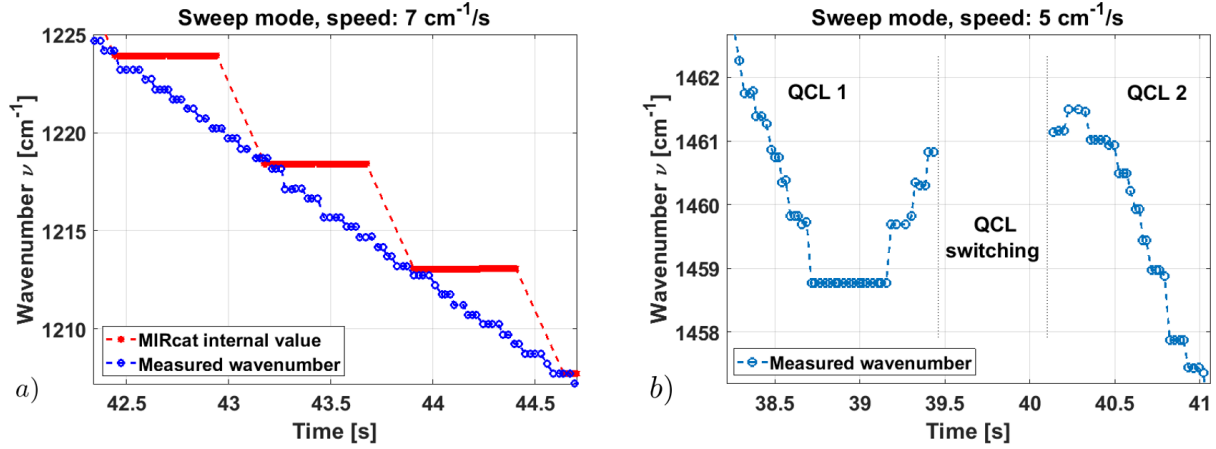 Sweep mode, speed: 7 cm⁻¹/s
Wavenumber ν [cm⁻¹]
1225
1220
1215
1210
MIRcat internal value
Measured wavenumber
42.5
43
43.5
44
44.5
Time [s]
a)
Sweep mode, speed: 5 cm⁻¹/s
Wavenumber ν [cm⁻¹]
1462
1461
1460
1459
1458
QCL 1
QCL 2
QCL
switching
Measured wavenumber
38.5
39
39.5
40
40.5
41
Time [s]
b)